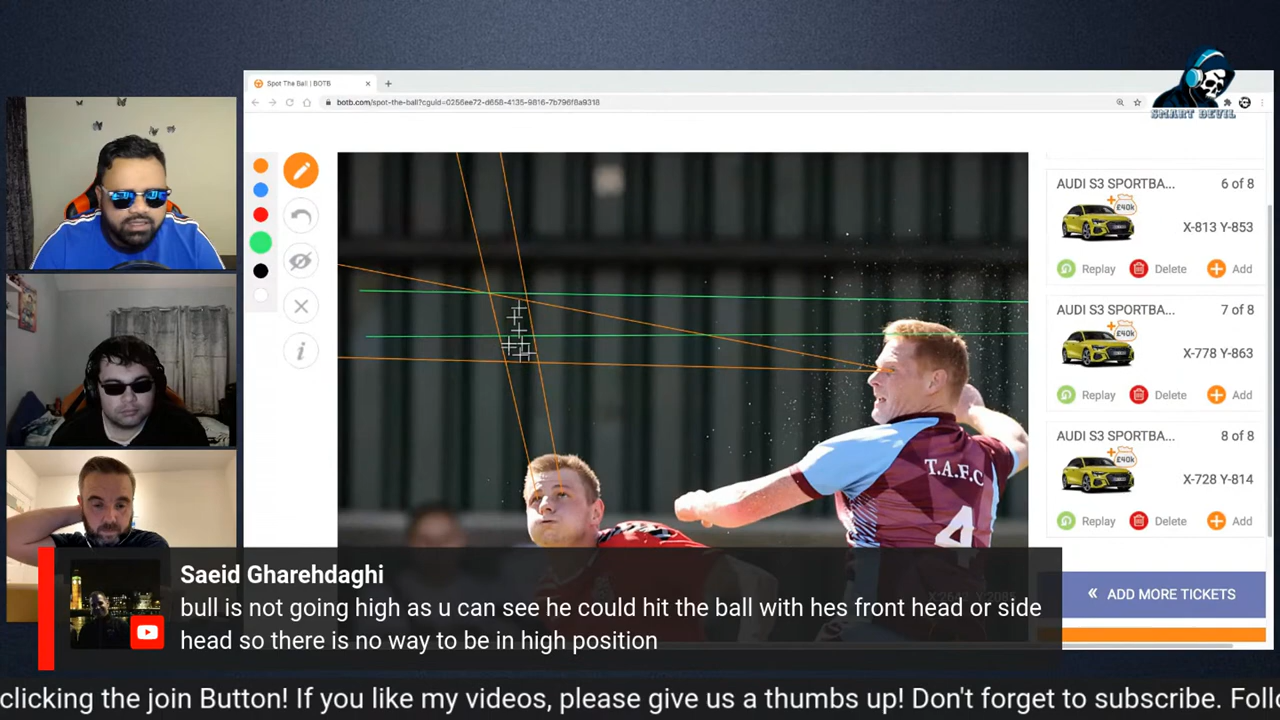 Spot The Ball | BOTB
botb.com/spot-the-ball?cguid=0256ee72-d658-4135-9816-7b796f8a9318
SMART DEVIL
AUDI S3 SPORTBA... 6 of 8
£40k
X-813 Y-853
Replay Delete Add
AUDI S3 SPORTBA... 7 of 8
£40k
X-778 Y-863
Replay Delete Add
AUDI S3 SPORTBA... 8 of 8
£40k
X-728 Y-814
Replay Delete Add
« ADD MORE TICKETS
T.A.F.C
4
Saeid Gharehdaghi
bull is not going high as u can see he could hit the ball with hes front head or side
head so there is no way to be in high position
clicking the join Button! If you like my videos, please give us a thumbs up! Don't forget to subscribe. Follo